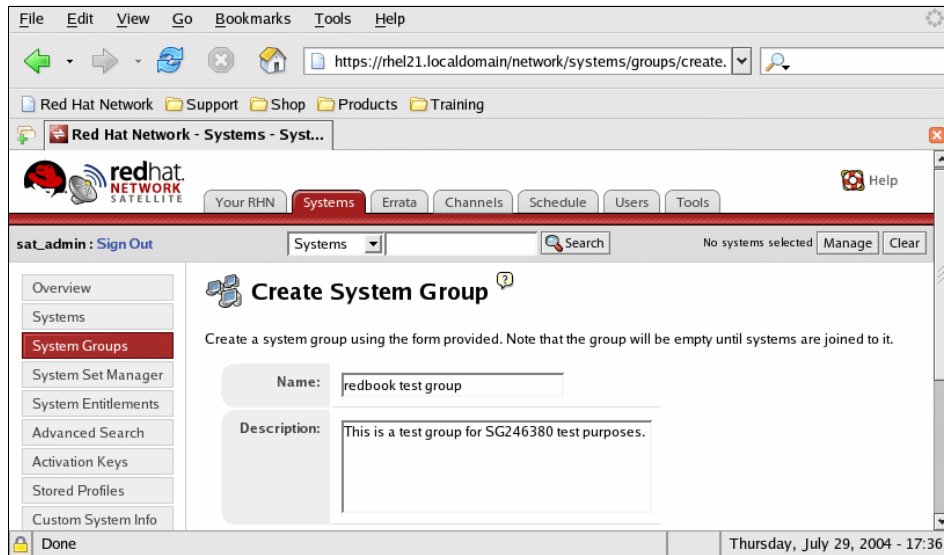 File Edit View Go Bookmarks Tools Help
https://rhel21.localdomain/network/systems/groups/create.
Red Hat Network Support Shop Products Training
Red Hat Network - Systems - Syst...
redhat.
NETWORK
SATELLITE
Help
Your RHN Systems Errata Channels Schedule Users Tools
sat_admin : Sign Out Systems Search No systems selected Manage Clear
Overview
Systems
System Groups
System Set Manager
System Entitlements
Advanced Search
Activation Keys
Stored Profiles
Custom System Info
Create System Group ?
Create a system group using the form provided. Note that the group will be empty until systems are joined to it.
Name: redbook test group
Description: This is a test group for SG246380 test purposes.
Done Thursday, July 29, 2004 - 17:36